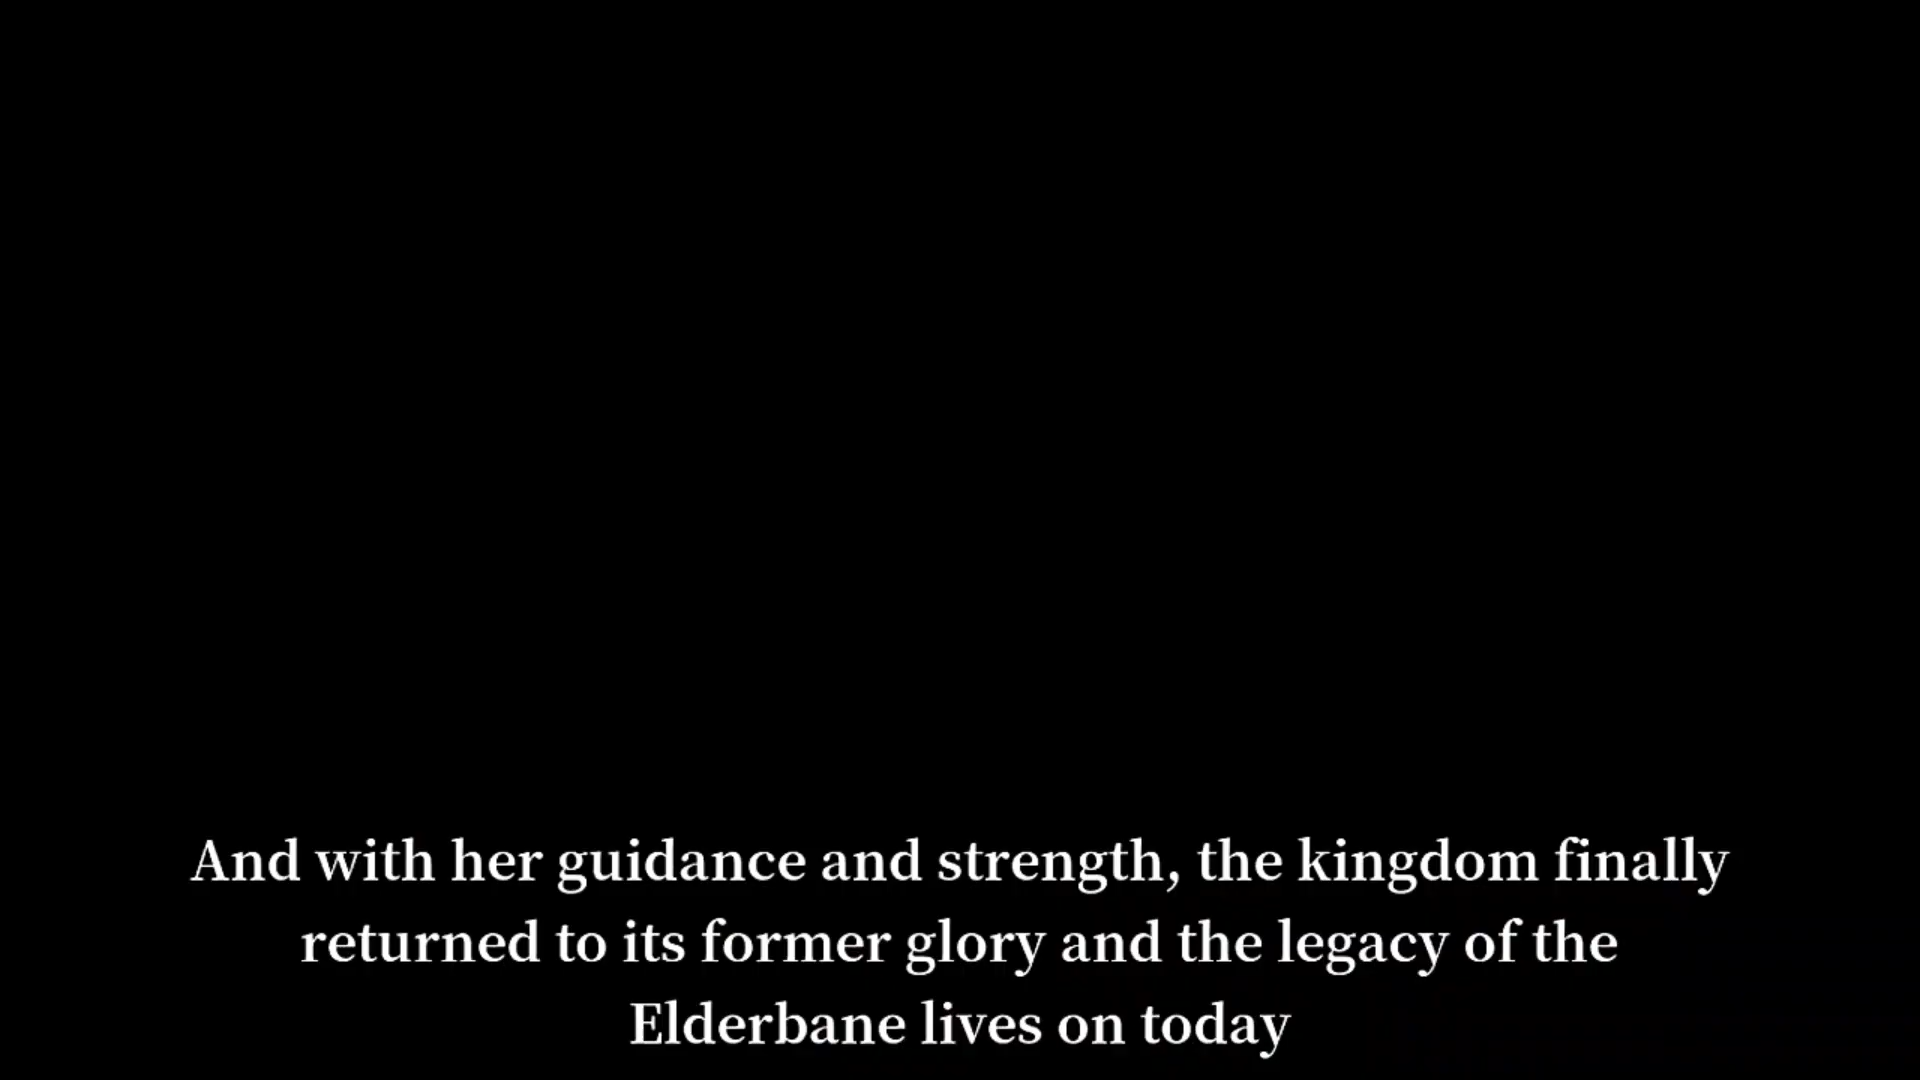 And with her guidance and strength, the kingdom finally
returned to its former glory and the legacy of the
Elderbane lives on today